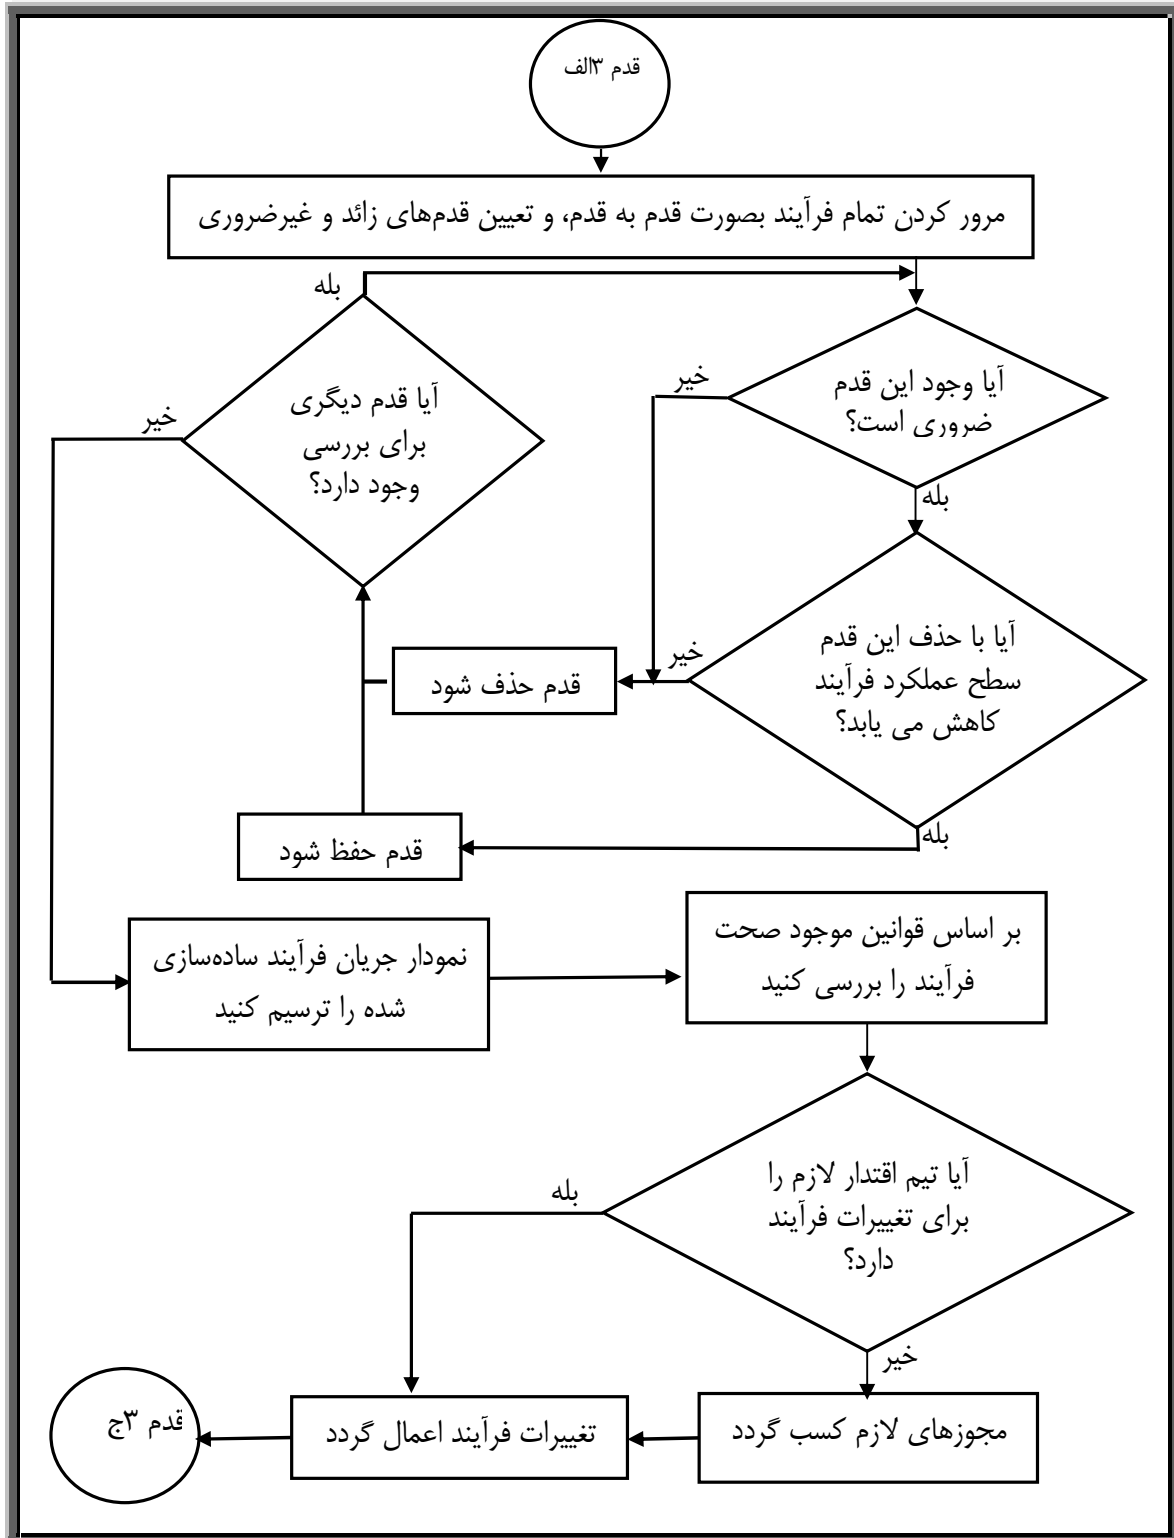 قدم ۳الف
مرور کردن تمام فرآیند بصورت قدم به قدم، و تعیین قدم‌های زائد و غیرضروری
بله
آیا وجود این قدم
ضروری است؟
خیر
بله
آیا قدم دیگری
برای بررسی
وجود دارد؟
خیر
آیا با حذف این قدم
سطح عملکرد فرآیند
کاهش می یابد؟
خیر
بله
قدم حذف شود
قدم حفظ شود
نمودار جریان فرآیند ساده‌سازی
شده را ترسیم کنید
بر اساس قوانین موجود صحت
فرآیند را بررسی کنید
آیا تیم اقتدار لازم را
برای تغییرات فرآیند
دارد؟
بله
خیر
مجوزهای لازم کسب گردد
تغییرات فرآیند اعمال گردد
قدم ۳ج